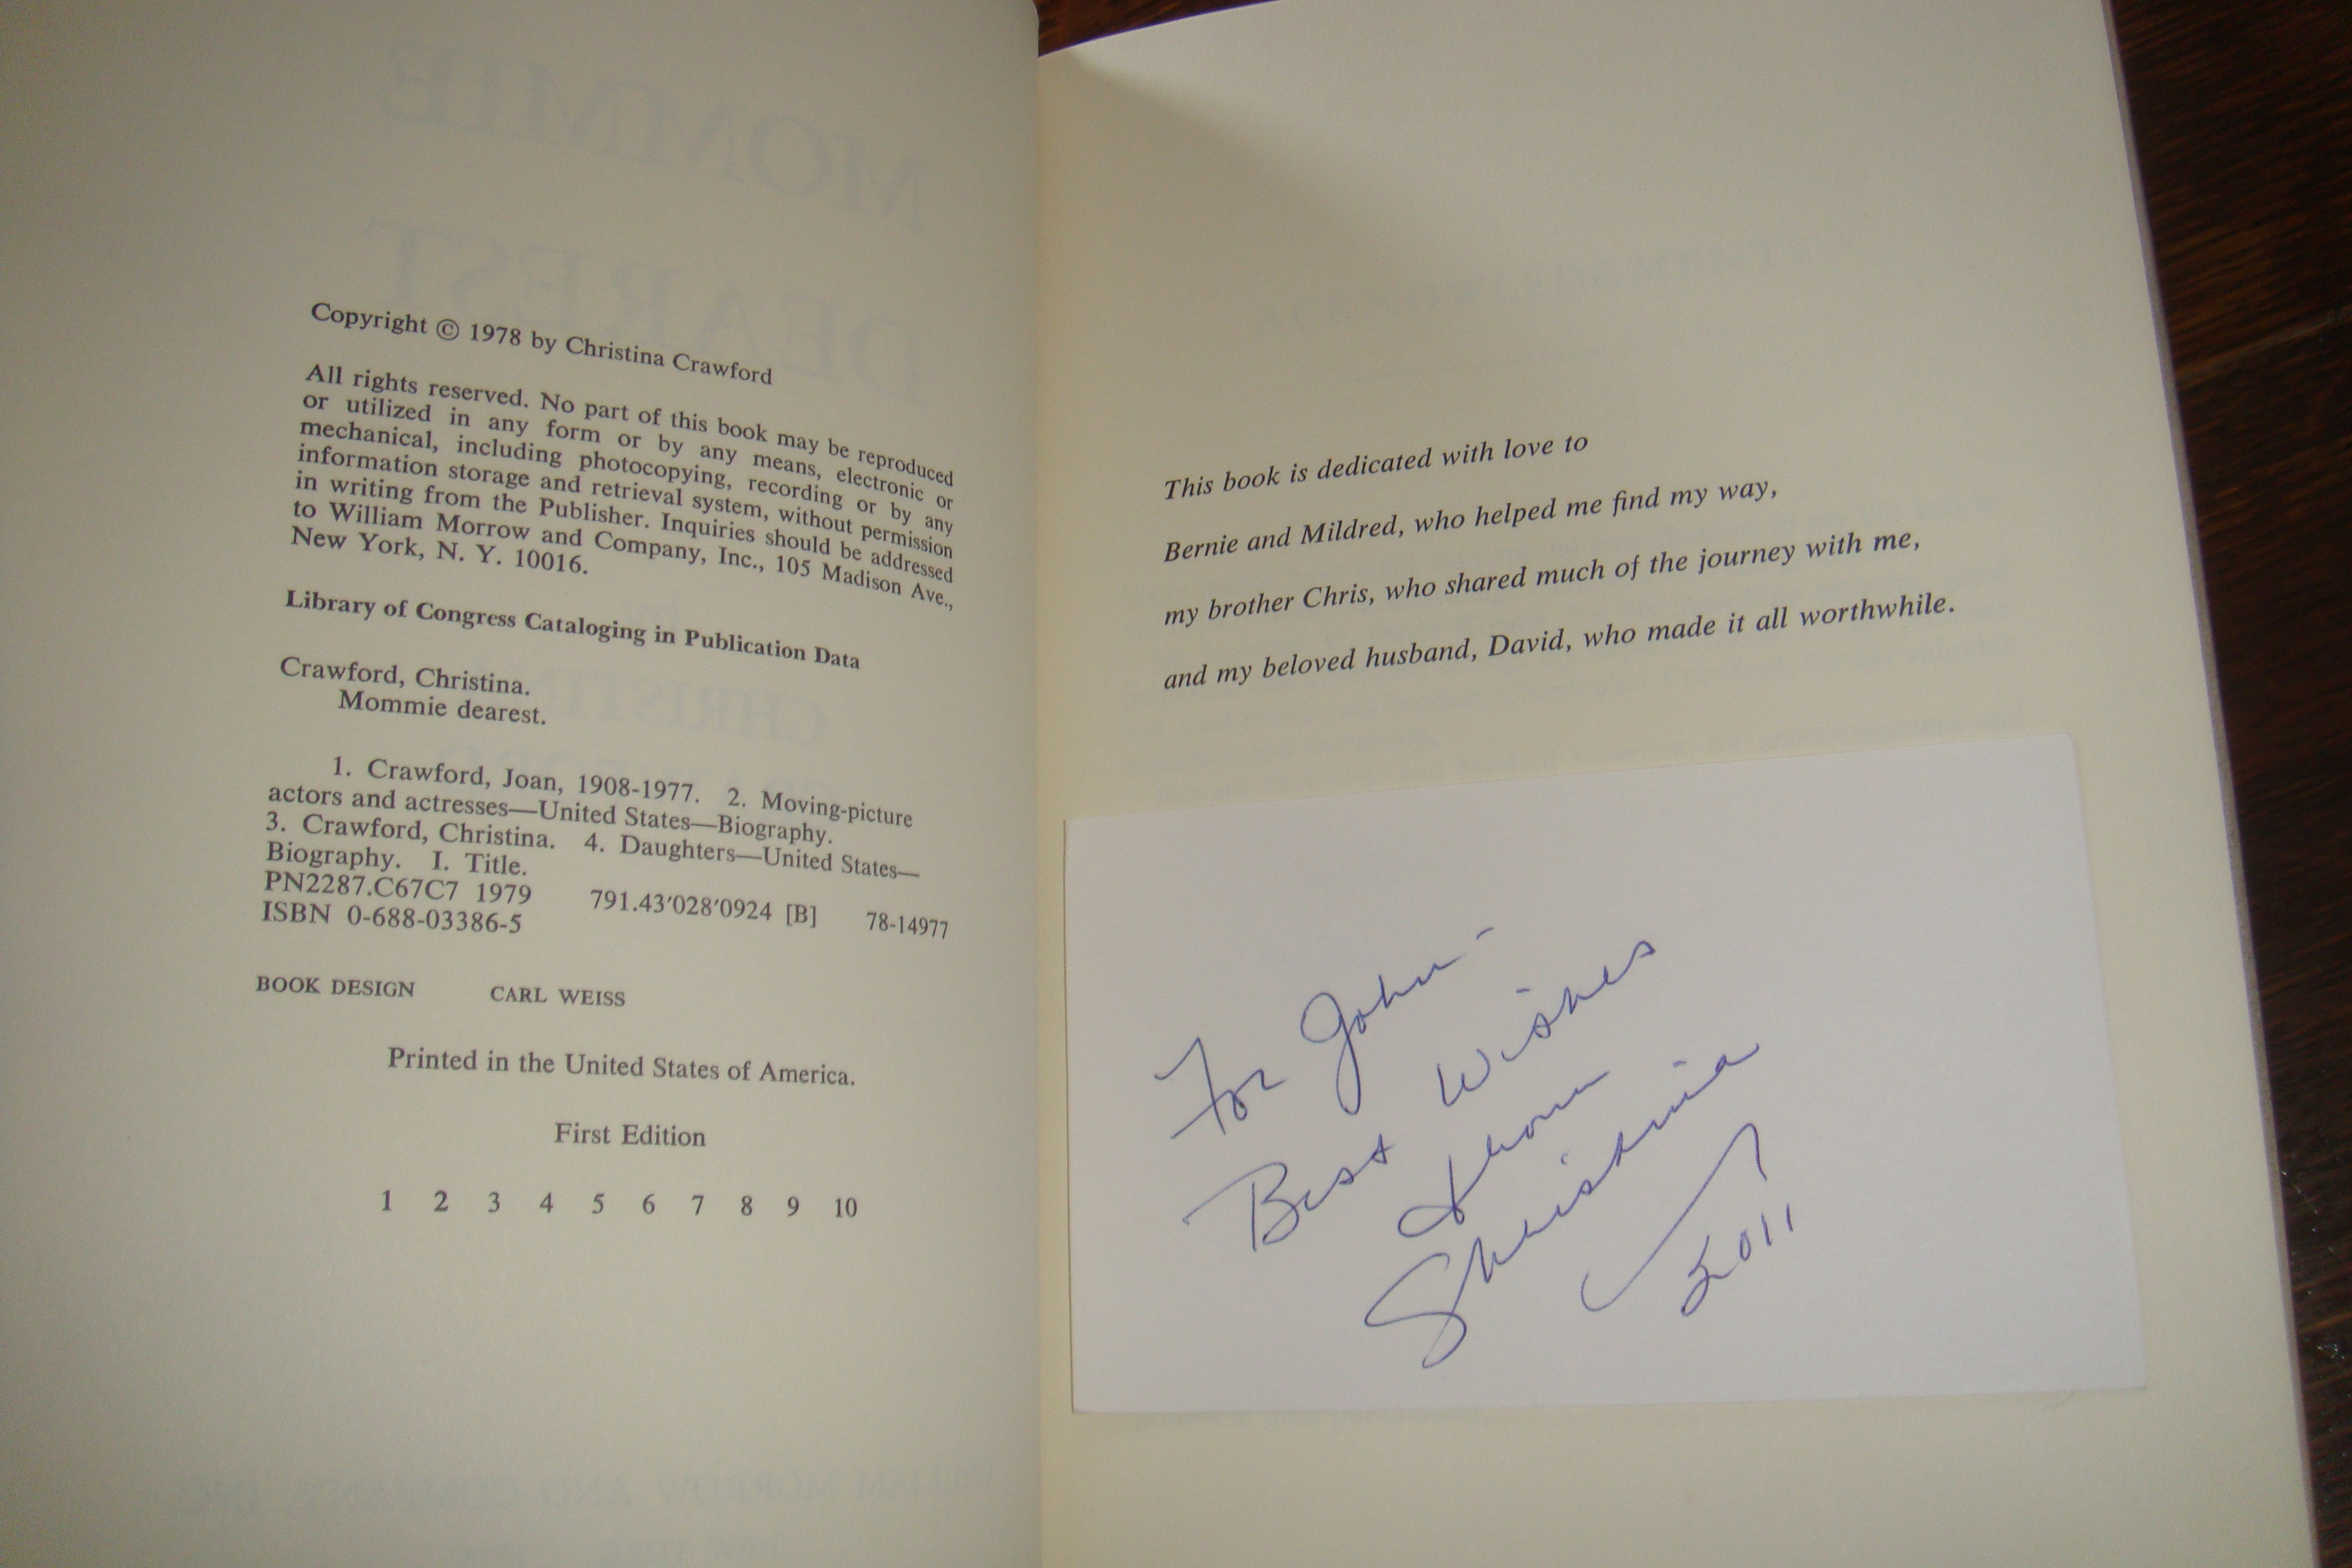 Copyright © 1978 by Christina Crawford
All rights reserved. No part of this book may be reproduced
or utilized in any form or by any means, electronic or
mechanical, including photocopying, recording or by any
information storage and retrieval system, without permission
in writing from the Publisher. Inquiries should be addressed
to William Morrow and Company, Inc., 105 Madison Ave.,
New York, N. Y. 10016.
Library of Congress Cataloging in Publication Data
Crawford, Christina.
Mommie dearest.
1. Crawford, Joan, 1908-1977. 2. Moving-picture
actors and actresses—United States—Biography.
3. Crawford, Christina. 4. Daughters—United States—
Biography. I. Title.
PN2287.C67C7 1979 791.43′028′0924 [B] 78-14977
ISBN 0-688-03386-5
BOOK DESIGN CARL WEISS
Printed in the United States of America.
First Edition
1 2 3 4 5 6 7 8 9 10
This book is dedicated with love to
Bernie and Mildred, who helped me find my way,
my brother Chris, who shared much of the journey with me,
and my beloved husband, David, who made it all worthwhile.
For John -
Best Wishes
from
Christina
2011